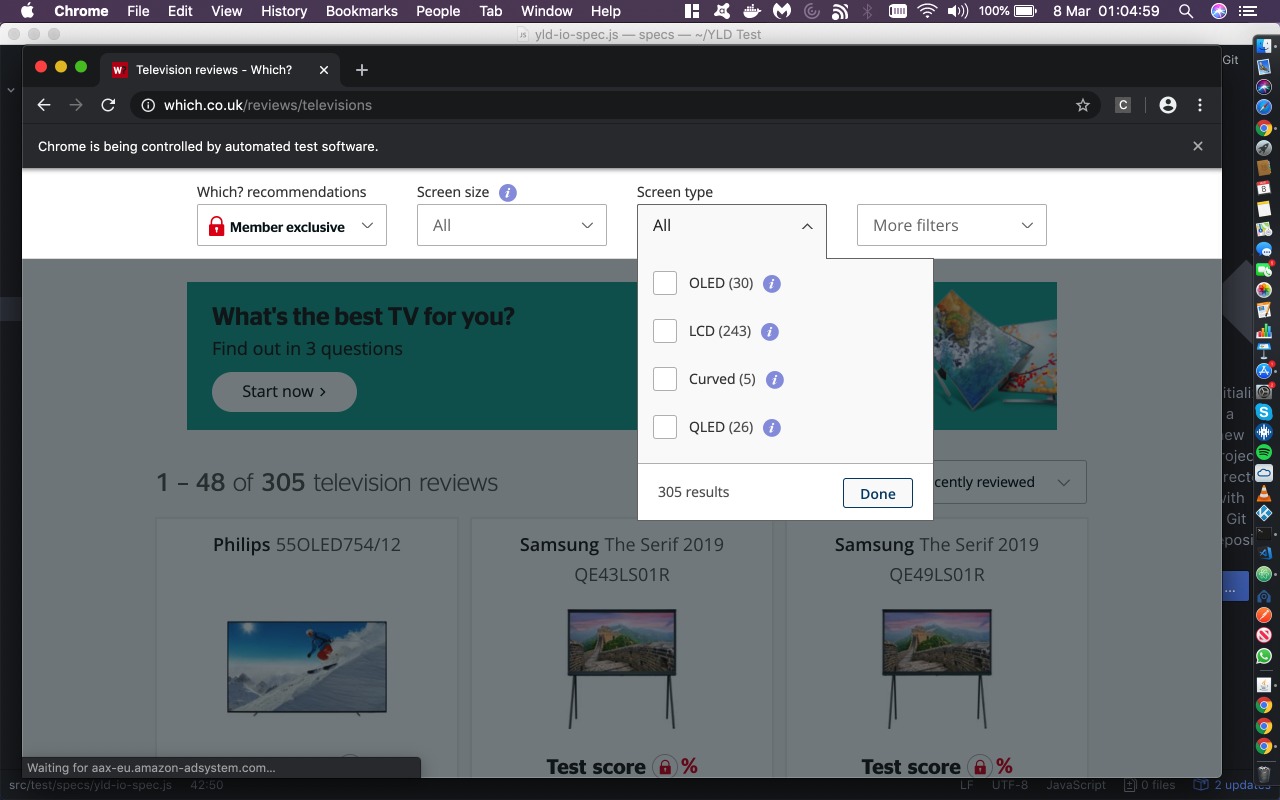 Chrome File Edit View History Bookmarks People Tab Window Help 100% 8 Mar 01:04:59
yld-io-spec.js — specs — ~/YLD Test
Git
Television reviews - Which?
which.co.uk/reviews/televisions
C
Chrome is being controlled by automated test software.
Which? recommendations
Screen size i
Screen type
Member exclusive
All
All
More filters
OLED (30) i
LCD (243) i
Curved (5) i
QLED (26) i
305 results
Done
What's the best TV for you?
Find out in 3 questions
Start now ›
1 – 48 of 305 television reviews
cently reviewed
Philips 55OLED754/12
Samsung The Serif 2019
QE43LS01R
Samsung The Serif 2019
QE49LS01R
Test score %
Test score %
Waiting for aax-eu.amazon-adsystem.com...
itiali
a
ew
rojec
rect
vith
Git
eposi
...
src/test/specs/yld-io-spec.js 42:50
LF UTF-8 JavaScript 0 files 2 updates